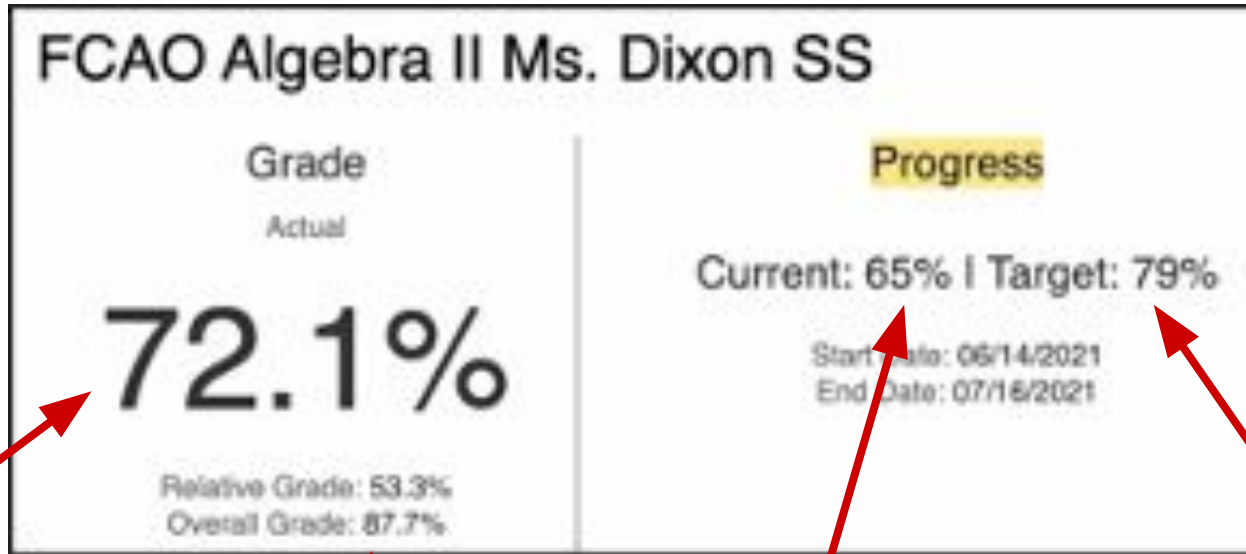 FCAO Algebra II Ms. Dixon SS
Grade
Actual
72.1%
Relative Grade: 53.3%
Overall Grade: 87.7%
Progress
Current: 65% | Target: 79%
Start Date: 06/14/2021
End Date: 07/16/2021